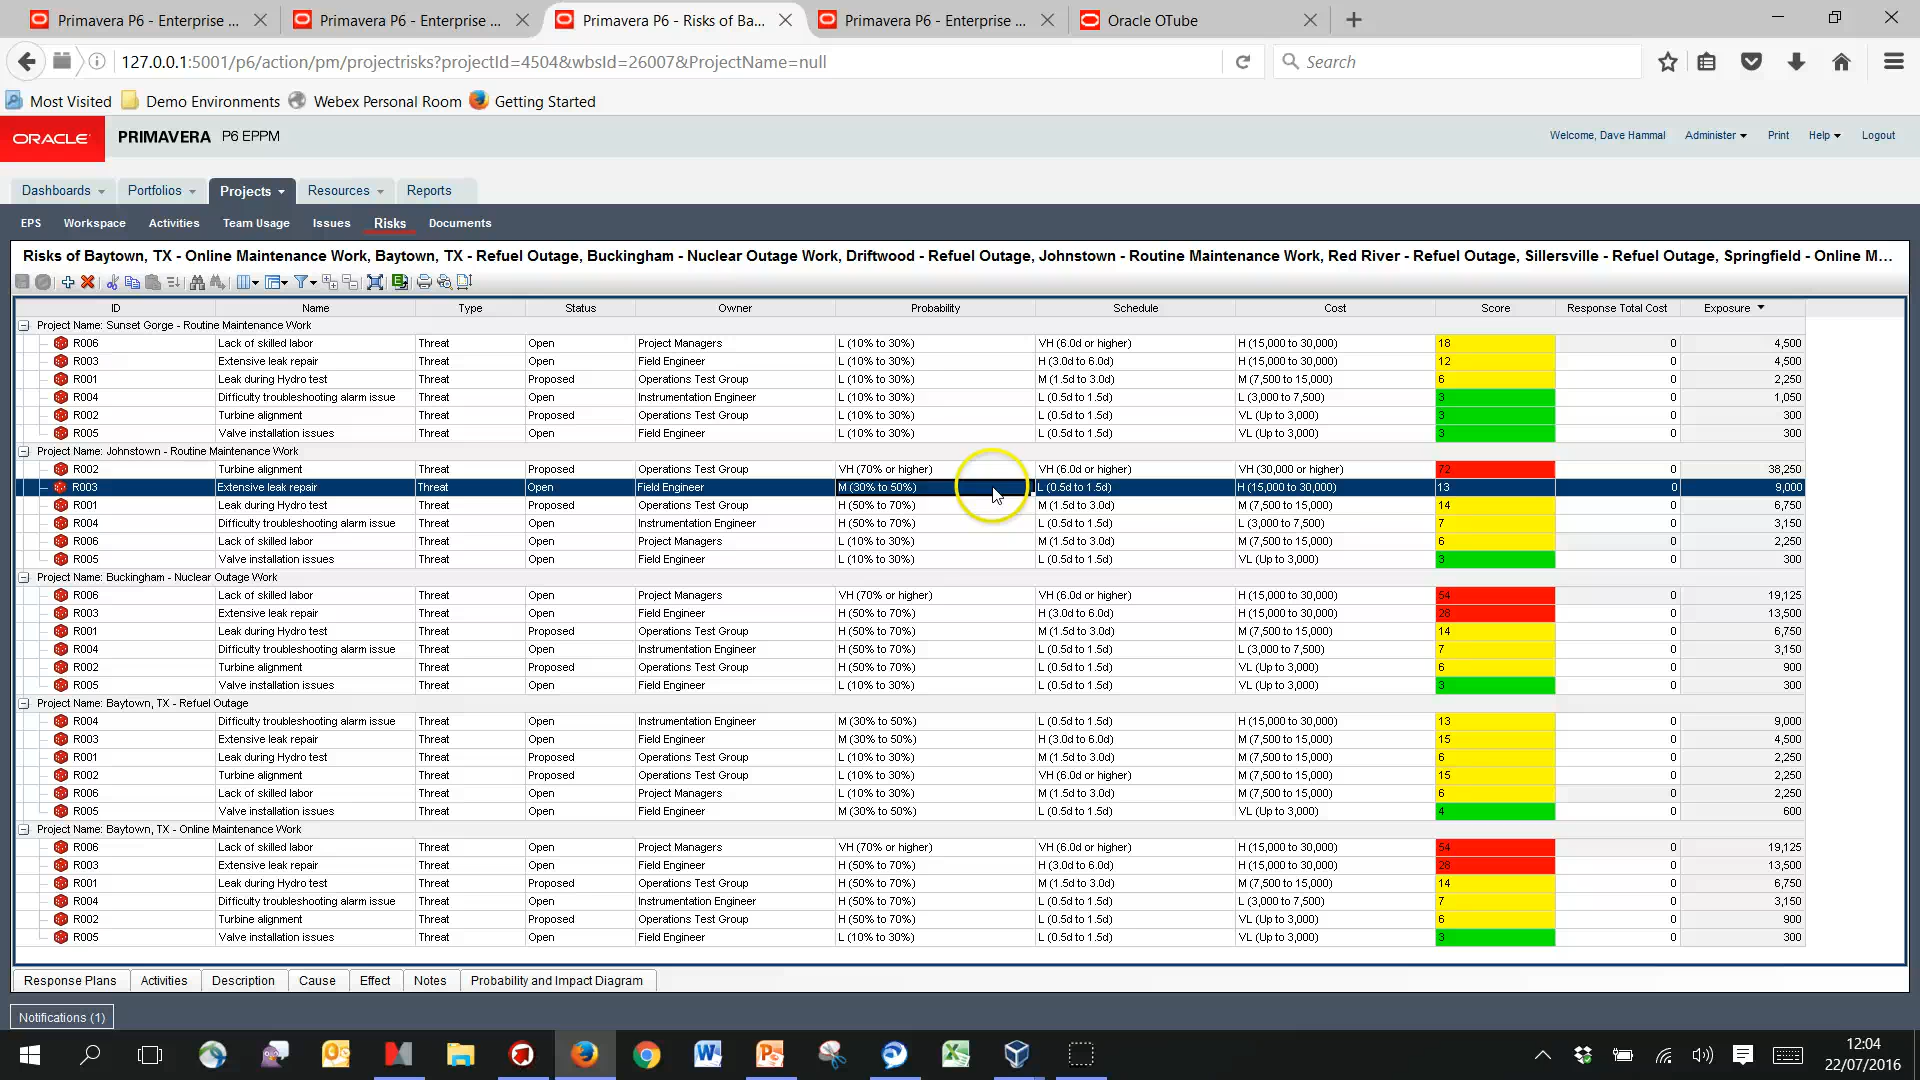 Primavera P6 - Enterprise ... Primavera P6 - Enterprise ... Primavera P6 - Risks of Ba... Primavera P6 - Enterprise ... Oracle OTube
127.0.0.1:5001/p6/action/pm/projectrisks?projectId=4504&wbsId=26007&ProjectName=null Search
Most Visited Demo Environments Webex Personal Room Getting Started
ORACLE PRIMAVERA P6 EPPM Welcome, Dave Hammal Administer Print Help Logout
Dashboards Portfolios Projects Resources Reports
EPS Workspace Activities Team Usage Issues Risks Documents
Risks of Baytown, TX - Online Maintenance Work, Baytown, TX - Refuel Outage, Buckingham - Nuclear Outage Work, Driftwood - Refuel Outage, Johnstown - Routine Maintenance Work, Red River - Refuel Outage, Sillersville - Refuel Outage, Springfield - Online M...
ID Name Type Status Owner Probability Schedule Cost Score Response Total Cost Exposure
Project Name: Sunset Gorge - Routine Maintenance Work
R006 Lack of skilled labor Threat Open Project Managers L (10% to 30%) VH (6.0d or higher) H (15,000 to 30,000) 18 0 4,500
R003 Extensive leak repair Threat Open Field Engineer L (10% to 30%) H (3.0d to 6.0d) H (15,000 to 30,000) 12 0 4,500
R001 Leak during Hydro test Threat Proposed Operations Test Group L (10% to 30%) M (1.5d to 3.0d) M (7,500 to 15,000) 6 0 2,250
R004 Difficulty troubleshooting alarm issue Threat Open Instrumentation Engineer L (10% to 30%) L (0.5d to 1.5d) L (3,000 to 7,500) 3 0 1,050
R002 Turbine alignment Threat Proposed Operations Test Group L (10% to 30%) L (0.5d to 1.5d) VL (Up to 3,000) 3 0 300
R005 Valve installation issues Threat Open Field Engineer L (10% to 30%) L (0.5d to 1.5d) VL (Up to 3,000) 3 0 300
Project Name: Johnstown - Routine Maintenance Work
R002 Turbine alignment Threat Proposed Operations Test Group VH (70% or higher) VH (6.0d or higher) VH (30,000 or higher) 72 0 38,250
R003 Extensive leak repair Threat Open Field Engineer M (30% to 50%) L (0.5d to 1.5d) H (15,000 to 30,000) 13 0 9,000
R001 Leak during Hydro test Threat Proposed Operations Test Group H (50% to 70%) M (1.5d to 3.0d) M (7,500 to 15,000) 14 0 6,750
R004 Difficulty troubleshooting alarm issue Threat Open Instrumentation Engineer H (50% to 70%) L (0.5d to 1.5d) L (3,000 to 7,500) 7 0 3,150
R006 Lack of skilled labor Threat Open Project Managers L (10% to 30%) M (1.5d to 3.0d) M (7,500 to 15,000) 6 0 2,250
R005 Valve installation issues Threat Open Field Engineer L (10% to 30%) L (0.5d to 1.5d) VL (Up to 3,000) 3 0 300
Project Name: Buckingham - Nuclear Outage Work
R006 Lack of skilled labor Threat Open Project Managers VH (70% or higher) VH (6.0d or higher) H (15,000 to 30,000) 54 0 19,125
R003 Extensive leak repair Threat Open Field Engineer H (50% to 70%) H (3.0d to 6.0d) H (15,000 to 30,000) 28 0 13,500
R001 Leak during Hydro test Threat Proposed Operations Test Group H (50% to 70%) M (1.5d to 3.0d) M (7,500 to 15,000) 14 0 6,750
R004 Difficulty troubleshooting alarm issue Threat Open Instrumentation Engineer H (50% to 70%) L (0.5d to 1.5d) L (3,000 to 7,500) 7 0 3,150
R002 Turbine alignment Threat Proposed Operations Test Group H (50% to 70%) L (0.5d to 1.5d) VL (Up to 3,000) 6 0 900
R005 Valve installation issues Threat Open Field Engineer L (10% to 30%) L (0.5d to 1.5d) VL (Up to 3,000) 3 0 300
Project Name: Baytown, TX - Refuel Outage
R004 Difficulty troubleshooting alarm issue Threat Open Instrumentation Engineer M (30% to 50%) L (0.5d to 1.5d) H (15,000 to 30,000) 13 0 9,000
R003 Extensive leak repair Threat Open Field Engineer M (30% to 50%) H (3.0d to 6.0d) M (7,500 to 15,000) 15 0 4,500
R001 Leak during Hydro test Threat Proposed Operations Test Group L (10% to 30%) M (1.5d to 3.0d) M (7,500 to 15,000) 6 0 2,250
R002 Turbine alignment Threat Proposed Operations Test Group L (10% to 30%) VH (6.0d or higher) M (7,500 to 15,000) 15 0 2,250
R006 Lack of skilled labor Threat Open Project Managers L (10% to 30%) M (1.5d to 3.0d) M (7,500 to 15,000) 6 0 2,250
R005 Valve installation issues Threat Open Field Engineer M (30% to 50%) L (0.5d to 1.5d) VL (Up to 3,000) 4 0 600
Project Name: Baytown, TX - Online Maintenance Work
R006 Lack of skilled labor Threat Open Project Managers VH (70% or higher) VH (6.0d or higher) H (15,000 to 30,000) 54 0 19,125
R003 Extensive leak repair Threat Open Field Engineer H (50% to 70%) H (3.0d to 6.0d) H (15,000 to 30,000) 28 0 13,500
R001 Leak during Hydro test Threat Proposed Operations Test Group H (50% to 70%) M (1.5d to 3.0d) M (7,500 to 15,000) 14 0 6,750
R004 Difficulty troubleshooting alarm issue Threat Open Instrumentation Engineer H (50% to 70%) L (0.5d to 1.5d) L (3,000 to 7,500) 7 0 3,150
R002 Turbine alignment Threat Proposed Operations Test Group H (50% to 70%) L (0.5d to 1.5d) VL (Up to 3,000) 6 0 900
R005 Valve installation issues Threat Open Field Engineer L (10% to 30%) L (0.5d to 1.5d) VL (Up to 3,000) 3 0 300
Response Plans Activities Description Cause Effect Notes Probability and Impact Diagram
Notifications (1)
12:04
22/07/2016